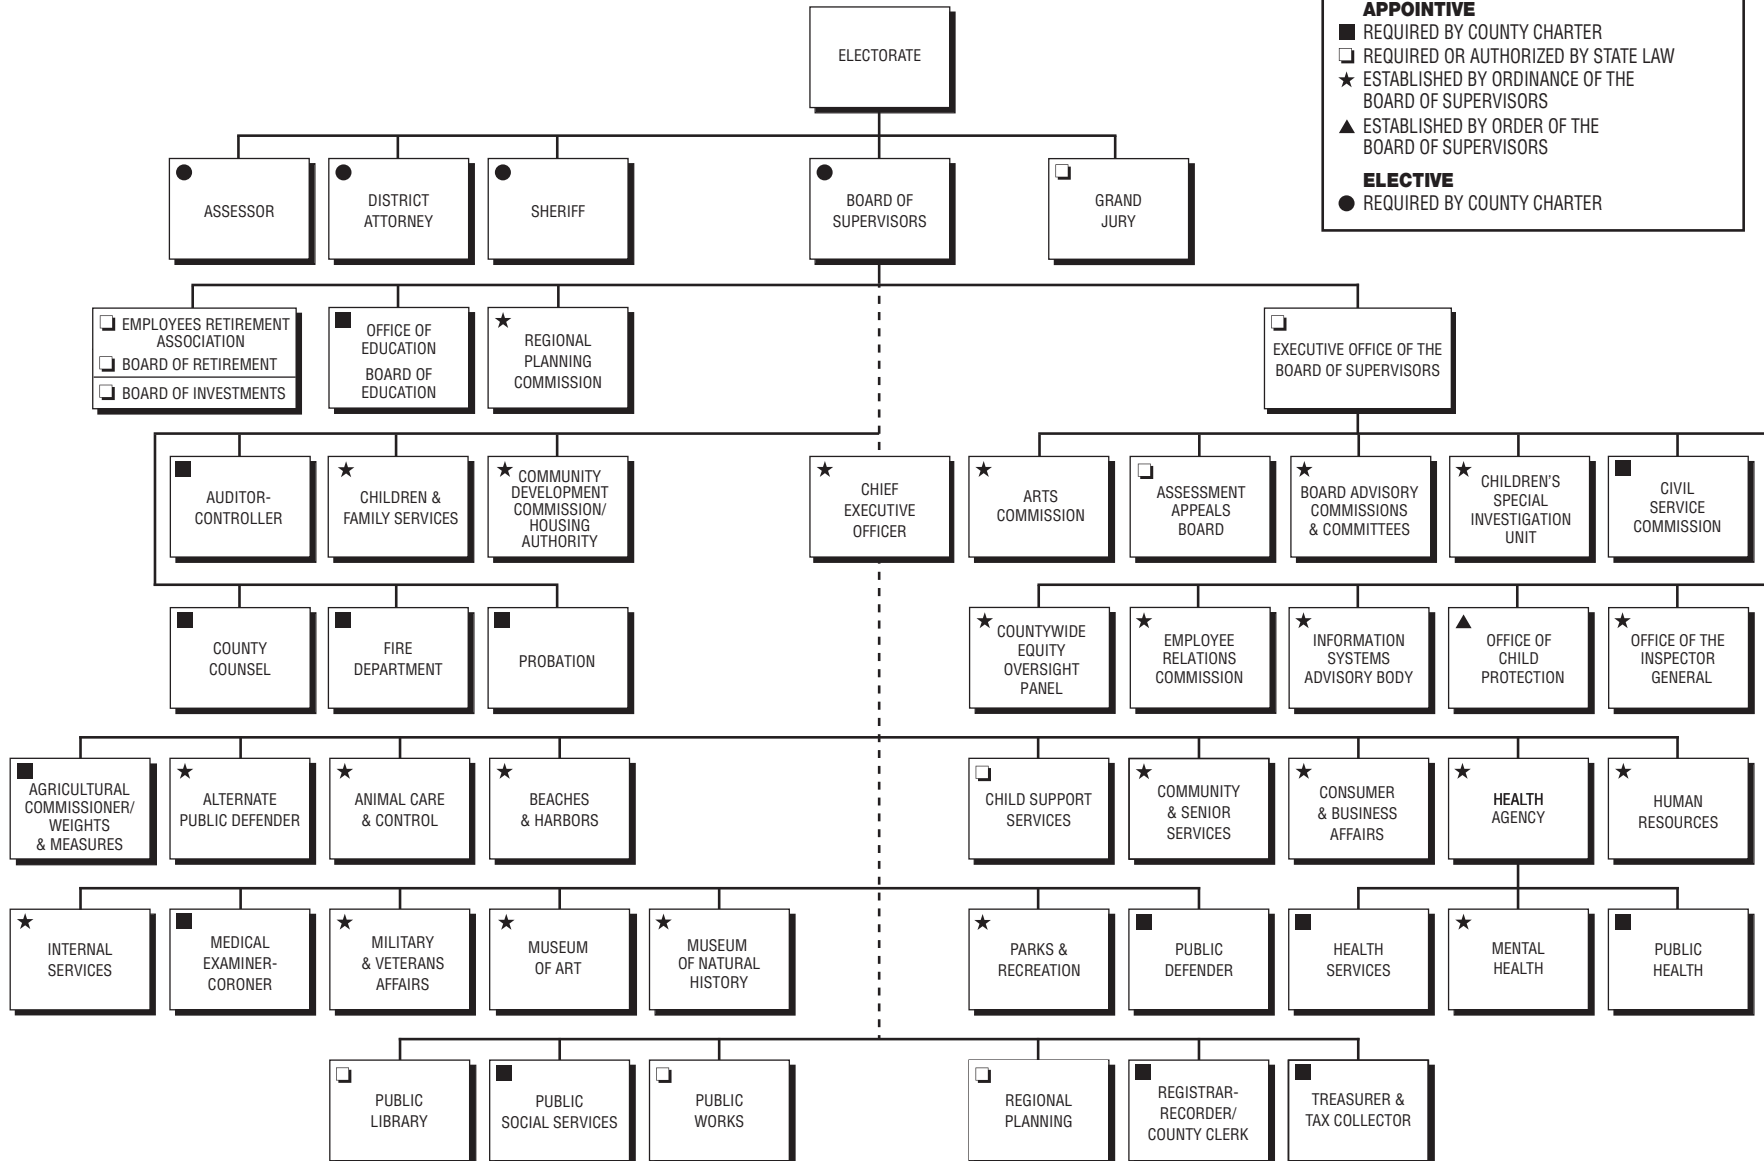 ELECTORATE
APPOINTIVE
REQUIRED BY COUNTY CHARTER
REQUIRED OR AUTHORIZED BY STATE LAW
ESTABLISHED BY ORDINANCE OF THE
BOARD OF SUPERVISORS
ESTABLISHED BY ORDER OF THE
BOARD OF SUPERVISORS
ELECTIVE
REQUIRED BY COUNTY CHARTER
ASSESSOR
DISTRICT
ATTORNEY
SHERIFF
BOARD OF
SUPERVISORS
GRAND
JURY
EMPLOYEES RETIREMENT
ASSOCIATION
BOARD OF RETIREMENT
BOARD OF INVESTMENTS
OFFICE OF
EDUCATION
BOARD OF
EDUCATION
REGIONAL
PLANNING
COMMISSION
EXECUTIVE OFFICE OF THE
BOARD OF SUPERVISORS
AUDITOR-
CONTROLLER
CHILDREN &
FAMILY SERVICES
COMMUNITY
DEVELOPMENT
COMMISSION/
HOUSING
AUTHORITY
CHIEF
EXECUTIVE
OFFICER
ARTS
COMMISSION
ASSESSMENT
APPEALS
BOARD
BOARD ADVISORY
COMMISSIONS
& COMMITTEES
CHILDREN'S
SPECIAL
INVESTIGATION
UNIT
CIVIL
SERVICE
COMMISSION
COUNTY
COUNSEL
FIRE
DEPARTMENT
PROBATION
COUNTYWIDE
EQUITY
OVERSIGHT
PANEL
EMPLOYEE
RELATIONS
COMMISSION
INFORMATION
SYSTEMS
ADVISORY BODY
OFFICE OF
CHILD
PROTECTION
OFFICE OF THE
INSPECTOR
GENERAL
AGRICULTURAL
COMMISSIONER/
WEIGHTS
& MEASURES
ALTERNATE
PUBLIC DEFENDER
ANIMAL CARE
& CONTROL
BEACHES
& HARBORS
CHILD SUPPORT
SERVICES
COMMUNITY
& SENIOR
SERVICES
CONSUMER
& BUSINESS
AFFAIRS
HEALTH
AGENCY
HUMAN
RESOURCES
INTERNAL
SERVICES
MEDICAL
EXAMINER-
CORONER
MILITARY
& VETERANS
AFFAIRS
MUSEUM
OF ART
MUSEUM
OF NATURAL
HISTORY
PARKS &
RECREATION
PUBLIC
DEFENDER
HEALTH
SERVICES
MENTAL
HEALTH
PUBLIC
HEALTH
PUBLIC
LIBRARY
PUBLIC
SOCIAL SERVICES
PUBLIC
WORKS
REGIONAL
PLANNING
REGISTRAR-
RECORDER/
COUNTY CLERK
TREASURER &
TAX COLLECTOR